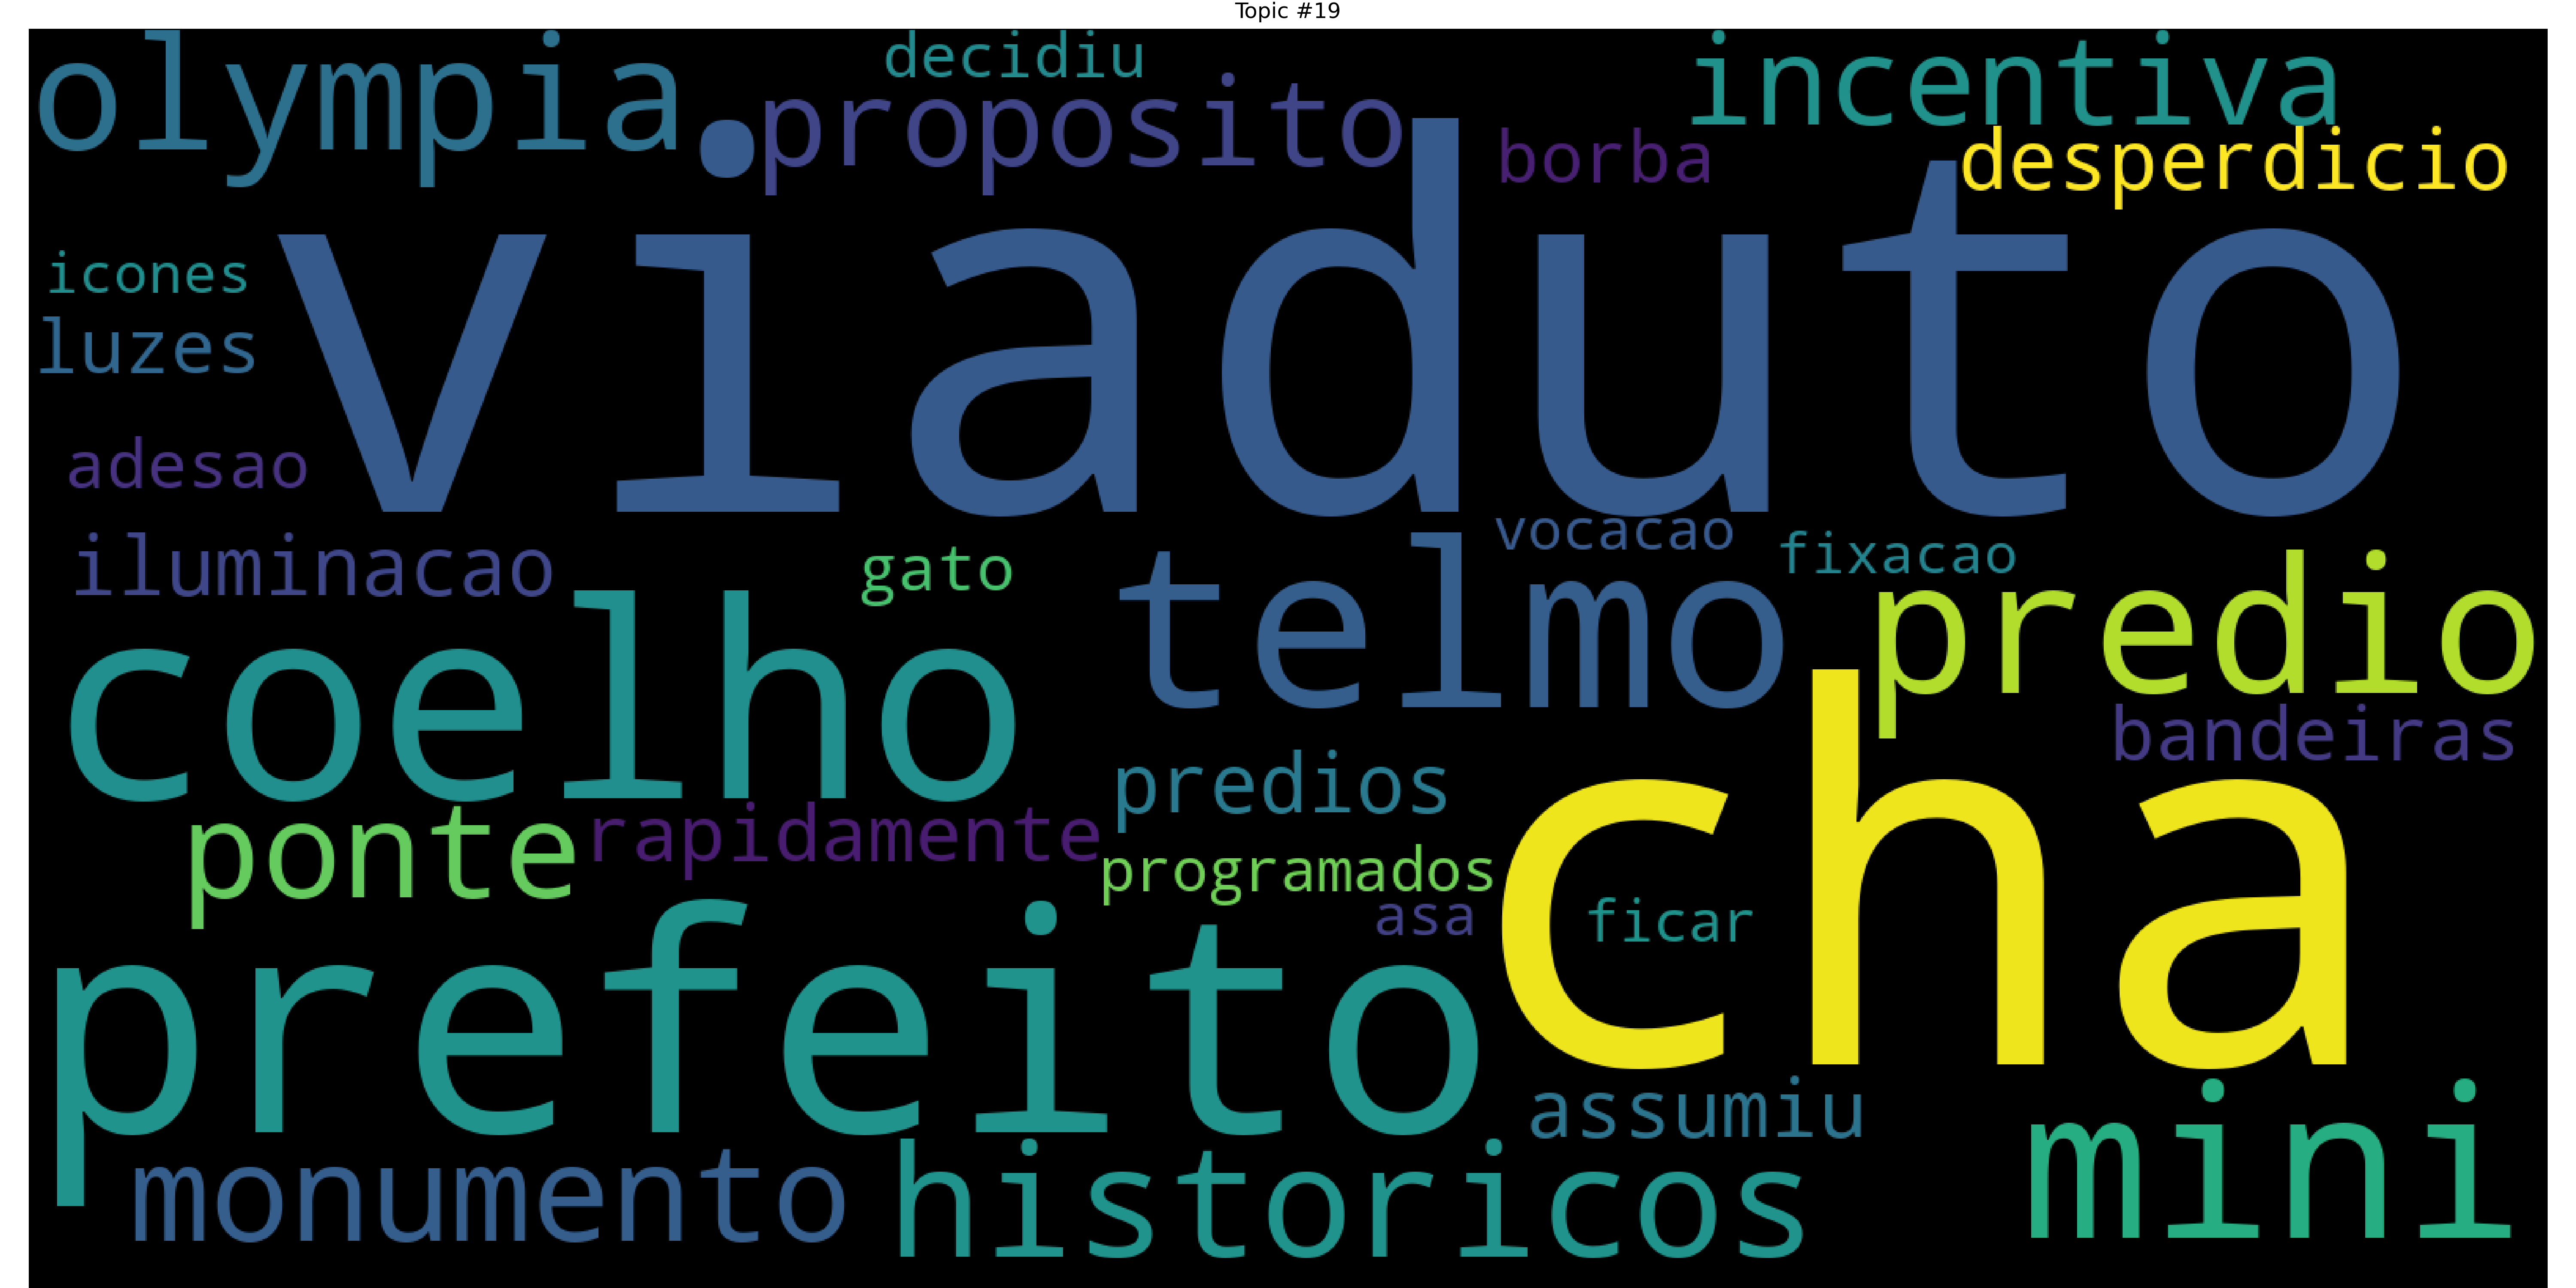 Topic #19
olympia
decidiu
proposito
incentiva
borba
desperdicio
viaduto
icones
luzes
adesao
iluminacao
gato
vocacao
fixacao
telmo
predio
coelho
bandeiras
predios
cha
ponte
rapidamente
programados
asa
ficar
prefeito
assumiu
mini
monumento
historicos